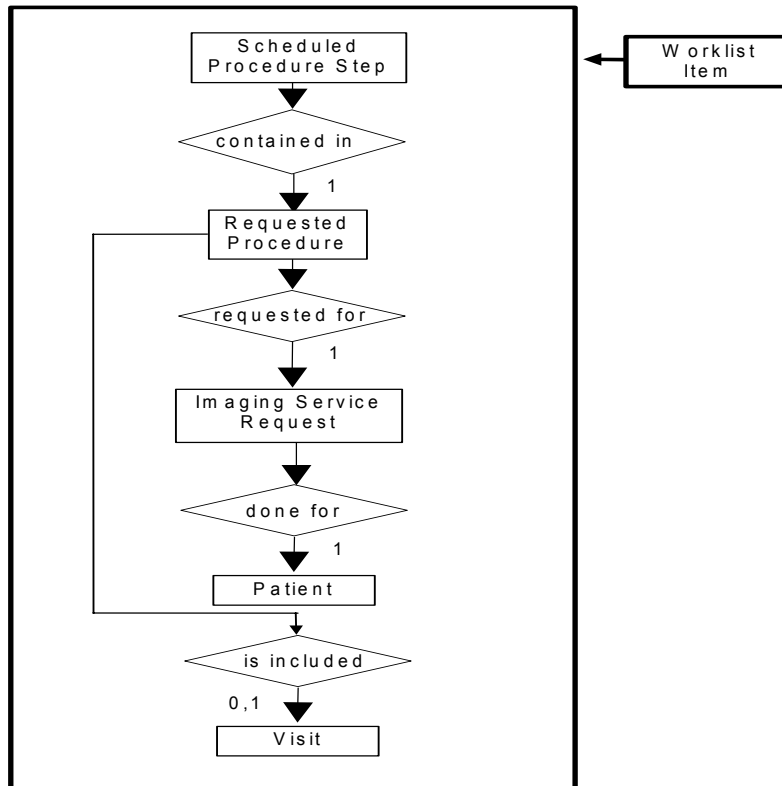 Scheduled
Procedure Step
Worklist
Item
contained in
1
Requested
Procedure
requested for
1
Imaging Service
Request
done for
1
Patient
is included
0,1
Visit